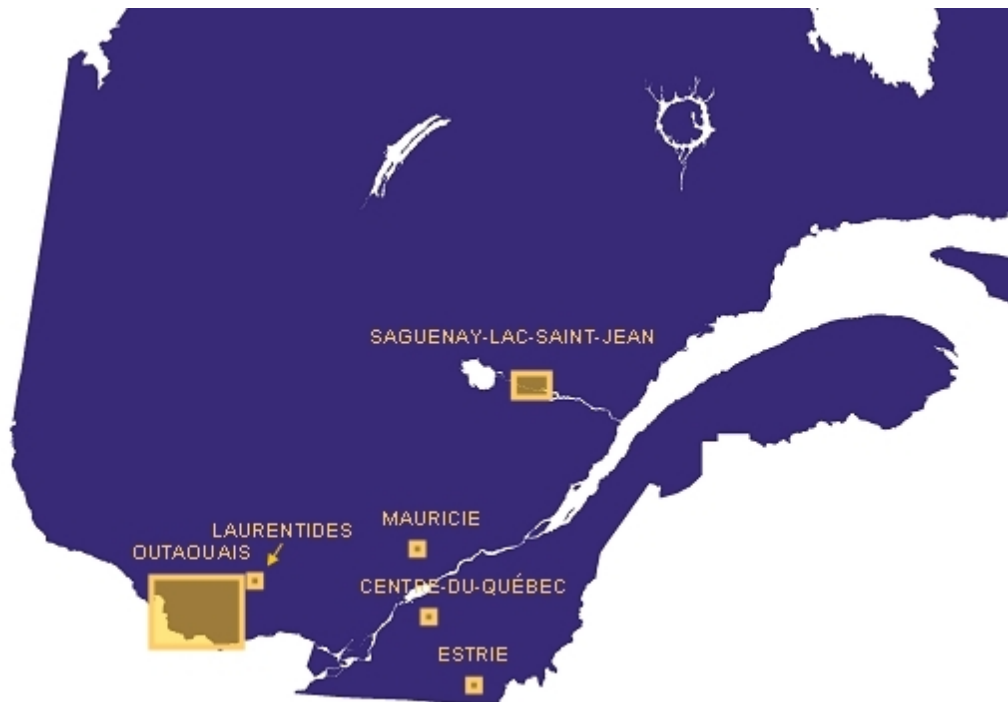 SAGUENAY-LAC-SAINT-JEAN
MAURICIE
LAURENTIDES
OUTAOUAIS
CENTRE-DU-QUÉBEC
ESTRIE